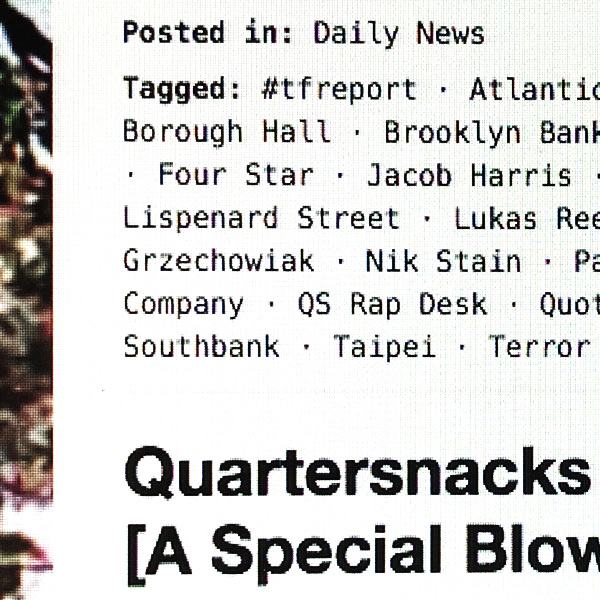 Posted in: Daily News
Tagged: #tfreport · Atlantic
Borough Hall · Brooklyn Bank
· Four Star · Jacob Harris ·
Lispenard Street · Lukas Ree
Grzechowiak · Nik Stain · Pa
Company · QS Rap Desk · Quot
Southbank · Taipei · Terror
Quartersnacks
[A Special Blow